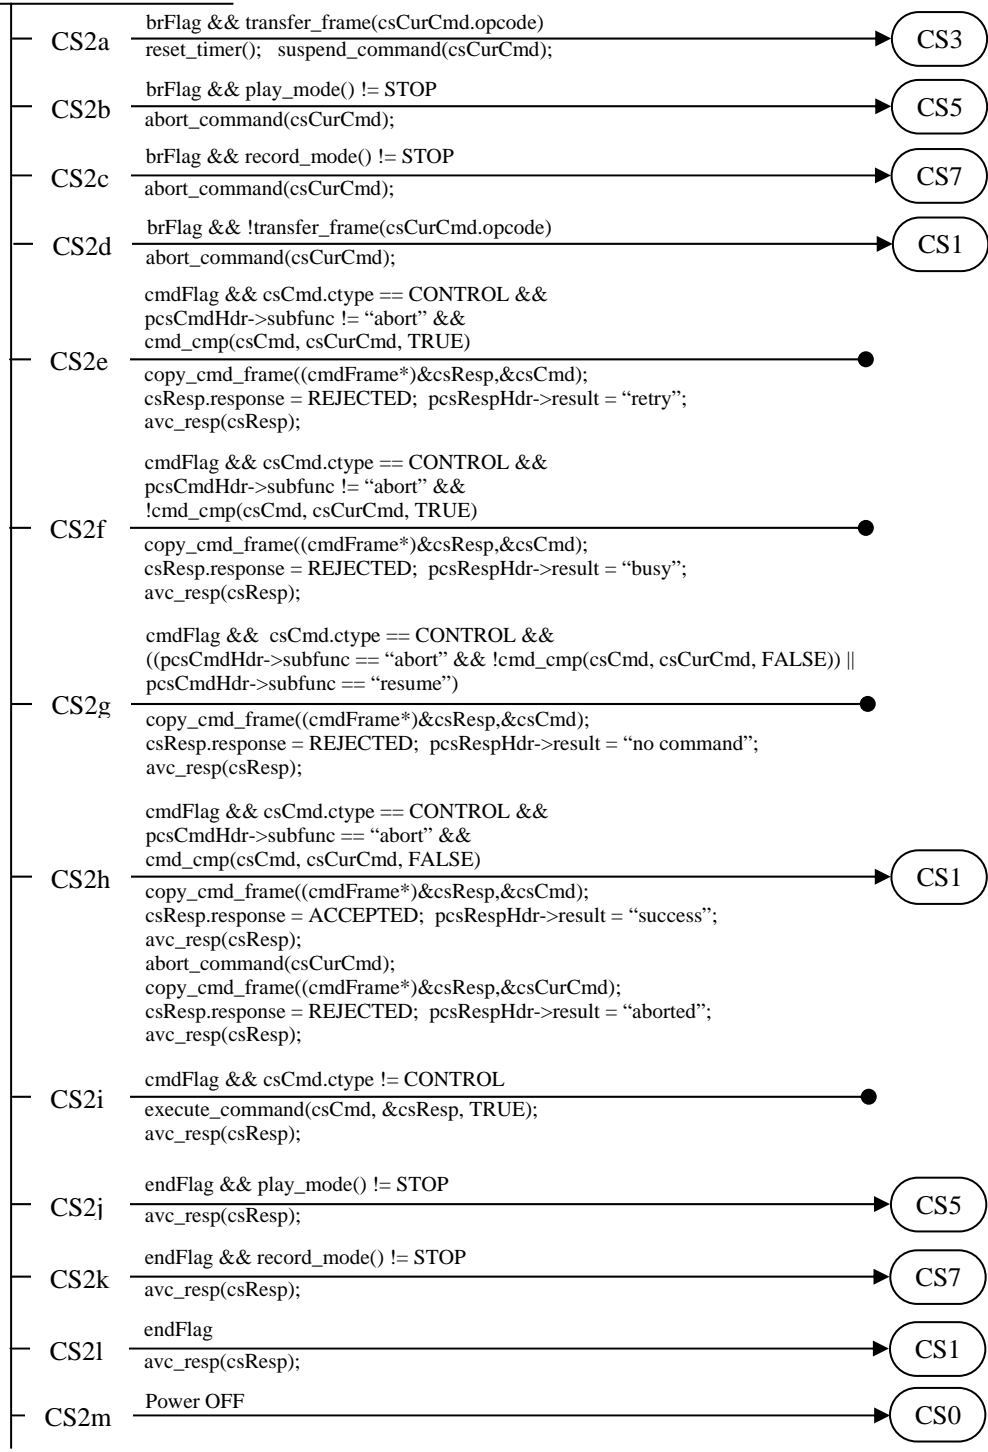 brFlag && transfer_frame(csCurCmd.opcode)
CS2a
CS3
reset_timer();   suspend_command(csCurCmd);
brFlag && play_mode() != STOP
CS2b
CS5
abort_command(csCurCmd);
brFlag && record_mode() != STOP
CS2c
CS7
abort_command(csCurCmd);
brFlag && !transfer_frame(csCurCmd.opcode)
CS2d
CS1
abort_command(csCurCmd);
cmdFlag && csCmd.ctype == CONTROL &&
pcsCmdHdr->subfunc != “abort” &&
cmd_cmp(csCmd, csCurCmd, TRUE)
CS2e
copy_cmd_frame((cmdFrame*)&csResp,&csCmd);
csResp.response = REJECTED;  pcsRespHdr->result = “retry”;
avc_resp(csResp);
cmdFlag && csCmd.ctype == CONTROL &&
pcsCmdHdr->subfunc != “abort” &&
!cmd_cmp(csCmd, csCurCmd, TRUE)
CS2f
copy_cmd_frame((cmdFrame*)&csResp,&csCmd);
csResp.response = REJECTED;  pcsRespHdr->result = “busy”;
avc_resp(csResp);
cmdFlag &&  csCmd.ctype == CONTROL &&
((pcsCmdHdr->subfunc == “abort” && !cmd_cmp(csCmd, csCurCmd, FALSE)) ||
pcsCmdHdr->subfunc == “resume”)
CS2g
copy_cmd_frame((cmdFrame*)&csResp,&csCmd);
csResp.response = REJECTED;  pcsRespHdr->result = “no command”;
avc_resp(csResp);
cmdFlag && csCmd.ctype == CONTROL &&
pcsCmdHdr->subfunc == “abort” &&
cmd_cmp(csCmd, csCurCmd, FALSE)
CS2h
CS1
copy_cmd_frame((cmdFrame*)&csResp,&csCmd);
csResp.response = ACCEPTED;  pcsRespHdr->result = “success”;
avc_resp(csResp);
abort_command(csCurCmd);
copy_cmd_frame((cmdFrame*)&csResp,&csCurCmd);
csResp.response = REJECTED;  pcsRespHdr->result = “aborted”;
avc_resp(csResp);
cmdFlag && csCmd.ctype != CONTROL
CS2i
execute_command(csCmd, &csResp, TRUE);
avc_resp(csResp);
endFlag && play_mode() != STOP
CS2j
CS5
avc_resp(csResp);
endFlag && record_mode() != STOP
CS2k
CS7
avc_resp(csResp);
endFlag
CS2l
CS1
avc_resp(csResp);
Power OFF
CS2m
CS0